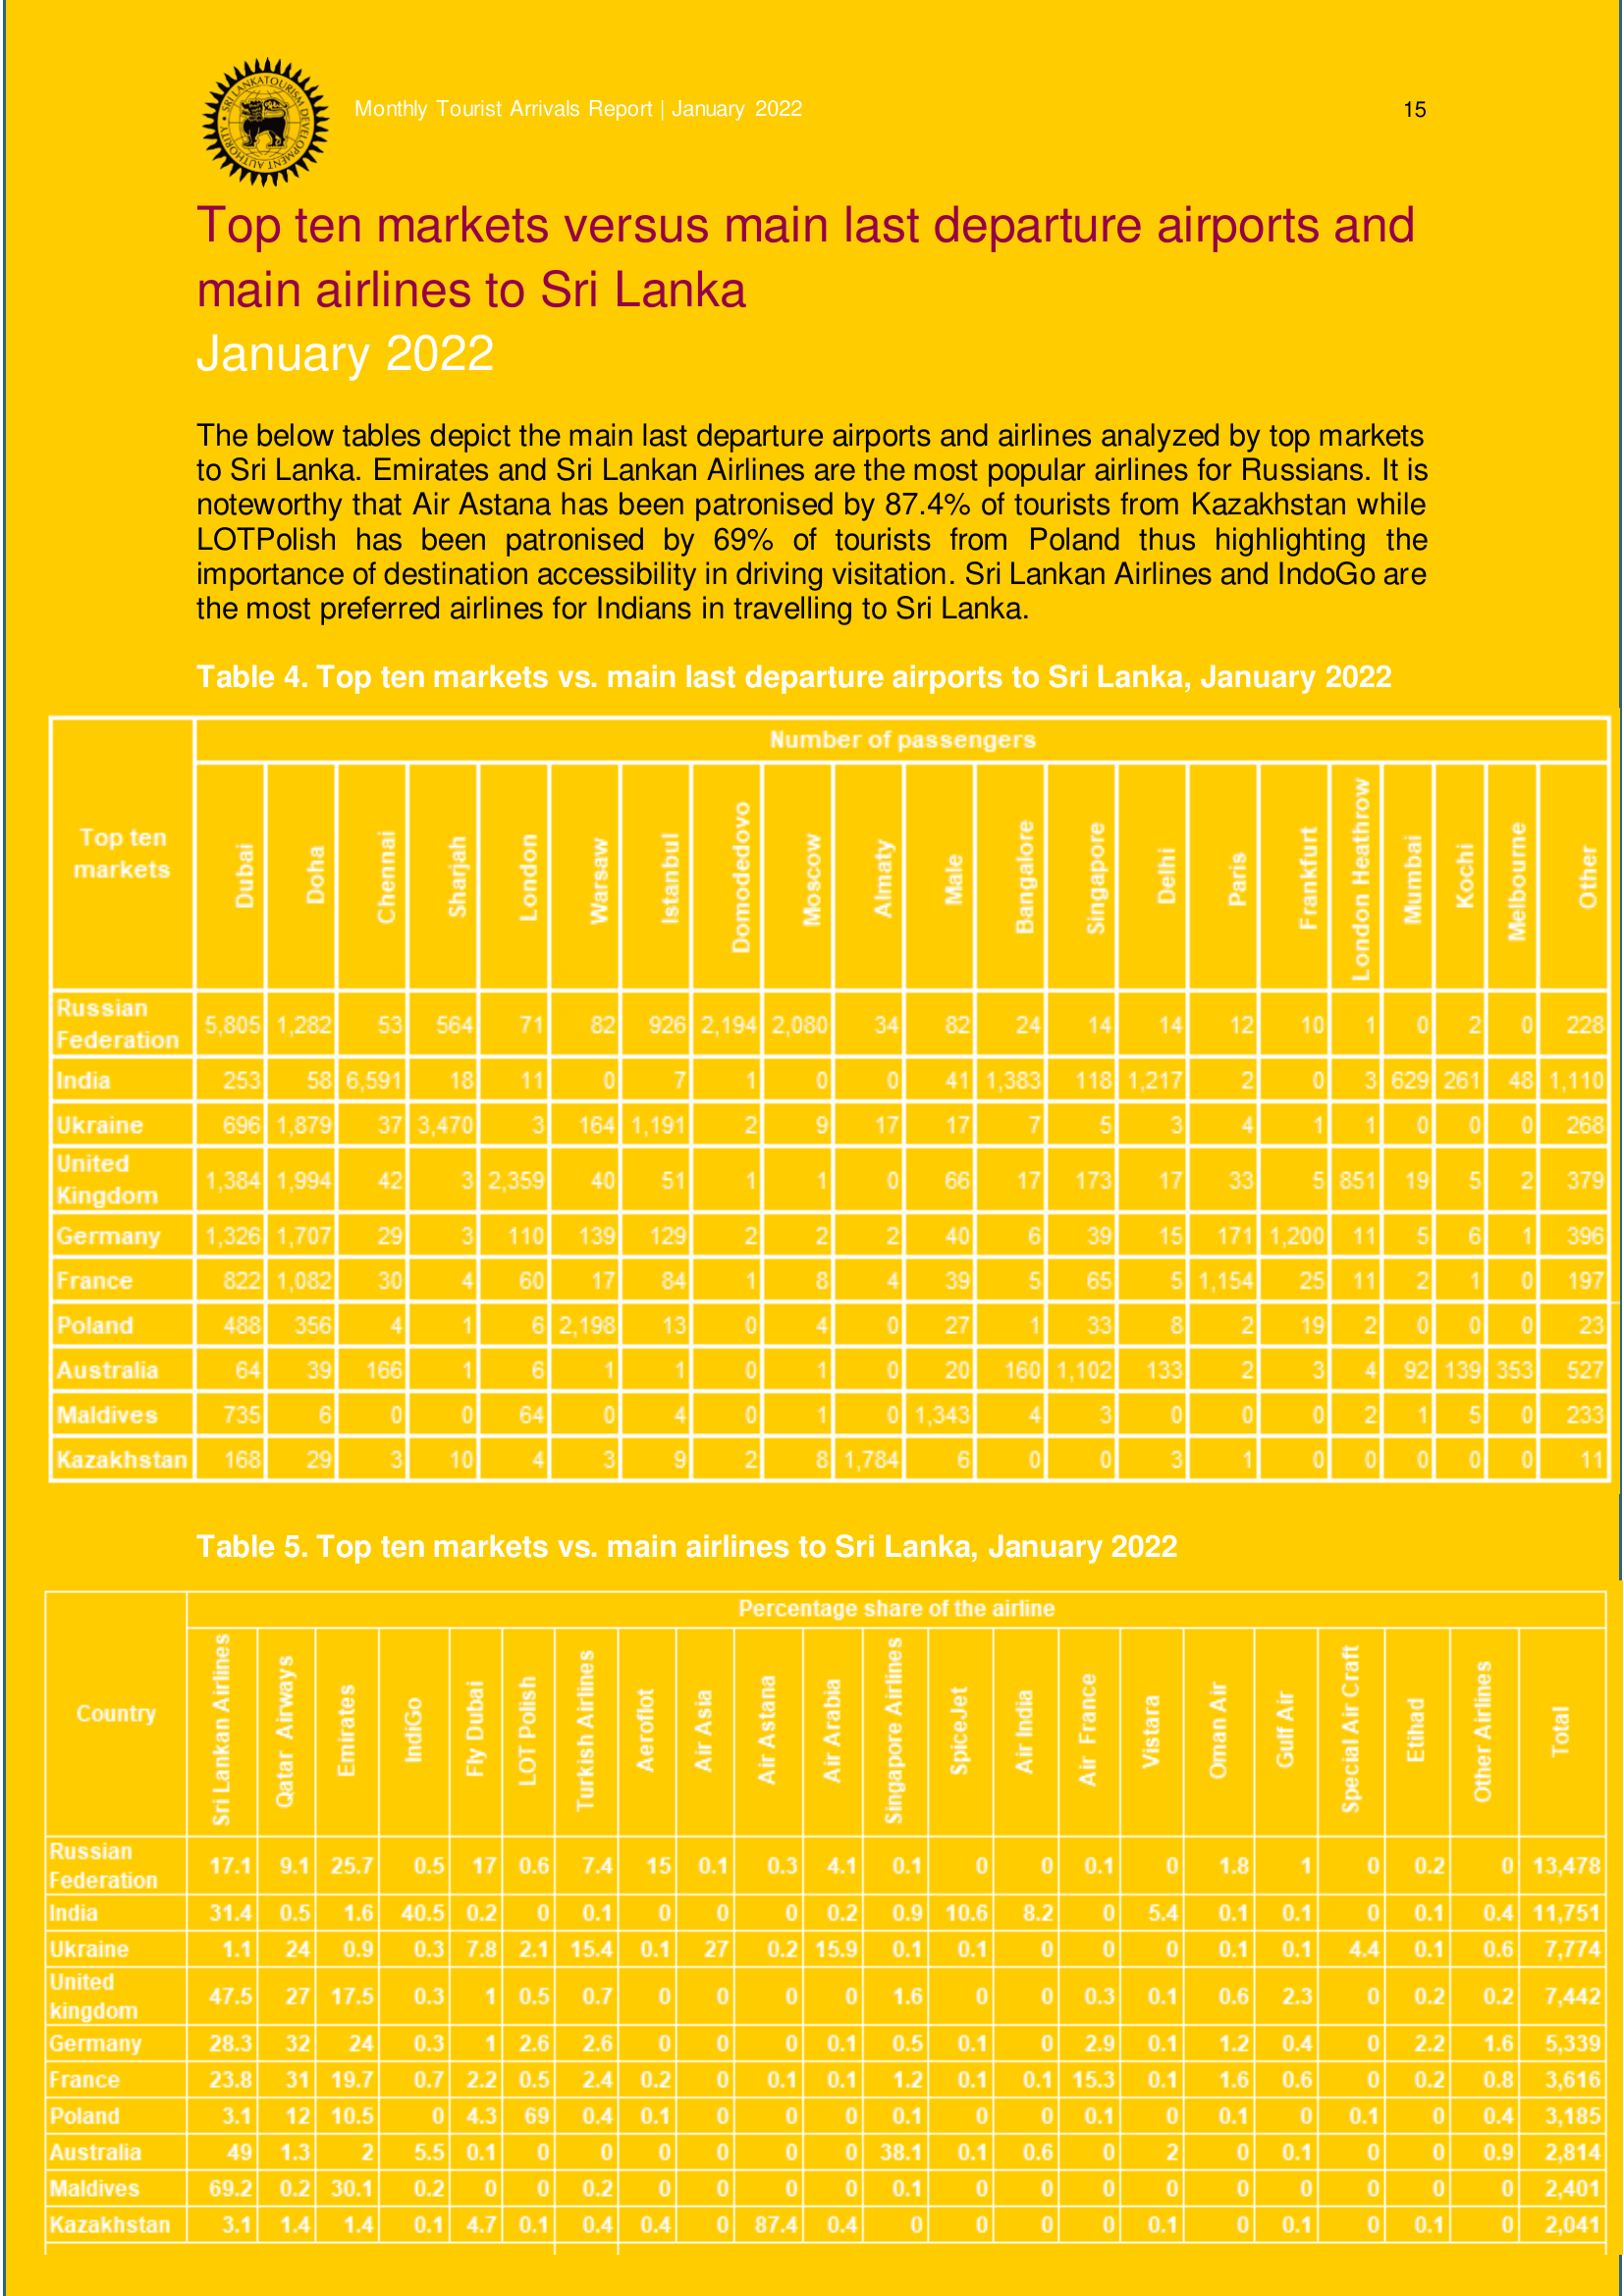 SRI LANKA TOURISM DEVELOPMENT AUTHORITY
Monthly Tourist Arrivals Report | January 2022
15
Top ten markets versus main last departure airports and
main airlines to Sri Lanka
January 2022
The below tables depict the main last departure airports and airlines analyzed by top markets
to Sri Lanka. Emirates and Sri Lankan Airlines are the most popular airlines for Russians. It is
noteworthy that Air Astana has been patronised by 87.4% of tourists from Kazakhstan while
LOTPolish has been patronised by 69% of tourists from Poland thus highlighting the
importance of destination accessibility in driving visitation. Sri Lankan Airlines and IndoGo are
the most preferred airlines for Indians in travelling to Sri Lanka.
Table 4. Top ten markets vs. main last departure airports to Sri Lanka, January 2022
Number of passengers
Top ten markets Dubai Doha Chennai Sharjah London Warsaw Istanbul Domodedovo Moscow Almaty Male Bangalore Singapore Delhi Paris Frankfurt London Heathrow Mumbai Kochi Melbourne Other
Russian Federation 5,805 1,282 53 564 71 82 926 2,194 2,080 34 82 24 14 14 12 10 1 0 2 0 228
India 253 58 6,591 18 11 0 7 1 0 0 41 1,383 118 1,217 2 0 3 629 261 48 1,110
Ukraine 696 1,879 37 3,470 3 164 1,191 2 9 17 17 7 5 3 4 1 1 0 0 0 268
United Kingdom 1,384 1,994 42 3 2,359 40 51 1 1 0 66 17 173 17 33 5 851 19 5 2 379
Germany 1,326 1,707 29 3 110 139 129 2 2 2 40 6 39 15 171 1,200 11 5 6 1 396
France 822 1,082 30 4 60 17 84 1 8 4 39 5 65 5 1,154 25 11 2 1 0 197
Poland 488 356 4 1 6 2,198 13 0 4 0 27 1 33 8 2 19 2 0 0 0 23
Australia 64 39 166 1 6 1 1 0 1 0 20 160 1,102 133 2 3 4 92 139 353 527
Maldives 735 6 0 0 64 0 4 0 1 0 1,343 4 3 0 0 0 2 1 5 0 233
Kazakhstan 168 29 3 10 4 3 9 2 8 1,784 6 0 0 3 1 0 0 0 0 0 11
Table 5. Top ten markets vs. main airlines to Sri Lanka, January 2022
Percentage share of the airline
Country Sri Lankan Airlines Qatar Airways Emirates IndiGo Fly Dubai LOT Polish Turkish Airlines Aeroflot Air Asia Air Astana Air Arabia Singapore Airlines SpiceJet Air India Air France Vistara Oman Air Gulf Air Special Air Craft Etihad Other Airlines Total
Russian Federation 17.1 9.1 25.7 0.5 17 0.6 7.4 15 0.1 0.3 4.1 0.1 0 0 0.1 0 1.8 1 0 0.2 0 13,478
India 31.4 0.5 1.6 40.5 0.2 0 0.1 0 0 0 0.2 0.9 10.6 8.2 0 5.4 0.1 0.1 0 0.1 0.4 11,751
Ukraine 1.1 24 0.9 0.3 7.8 2.1 15.4 0.1 27 0.2 15.9 0.1 0.1 0 0 0 0.1 0.1 4.4 0.1 0.6 7,774
United kingdom 47.5 27 17.5 0.3 1 0.5 0.7 0 0 0 0 1.6 0 0 0.3 0.1 0.6 2.3 0 0.2 0.2 7,442
Germany 28.3 32 24 0.3 1 2.6 2.6 0 0 0 0.1 0.5 0.1 0 2.9 0.1 1.2 0.4 0 2.2 1.6 5,339
France 23.8 31 19.7 0.7 2.2 0.5 2.4 0.2 0 0.1 0.1 1.2 0.1 0.1 15.3 0.1 1.6 0.6 0 0.2 0.8 3,616
Poland 3.1 12 10.5 0 4.3 69 0.4 0.1 0 0 0 0.1 0 0 0.1 0 0.1 0 0.1 0 0.4 3,185
Australia 49 1.3 2 5.5 0.1 0 0 0 0 0 0 38.1 0.1 0.6 0 2 0 0.1 0 0 0.9 2,814
Maldives 69.2 0.2 30.1 0.2 0 0 0.2 0 0 0 0 0.1 0 0 0 0 0 0 0 0 0 2,401
Kazakhstan 3.1 1.4 1.4 0.1 4.7 0.1 0.4 0.4 0 87.4 0.4 0 0 0 0 0.1 0 0.1 0 0.1 0 2,041